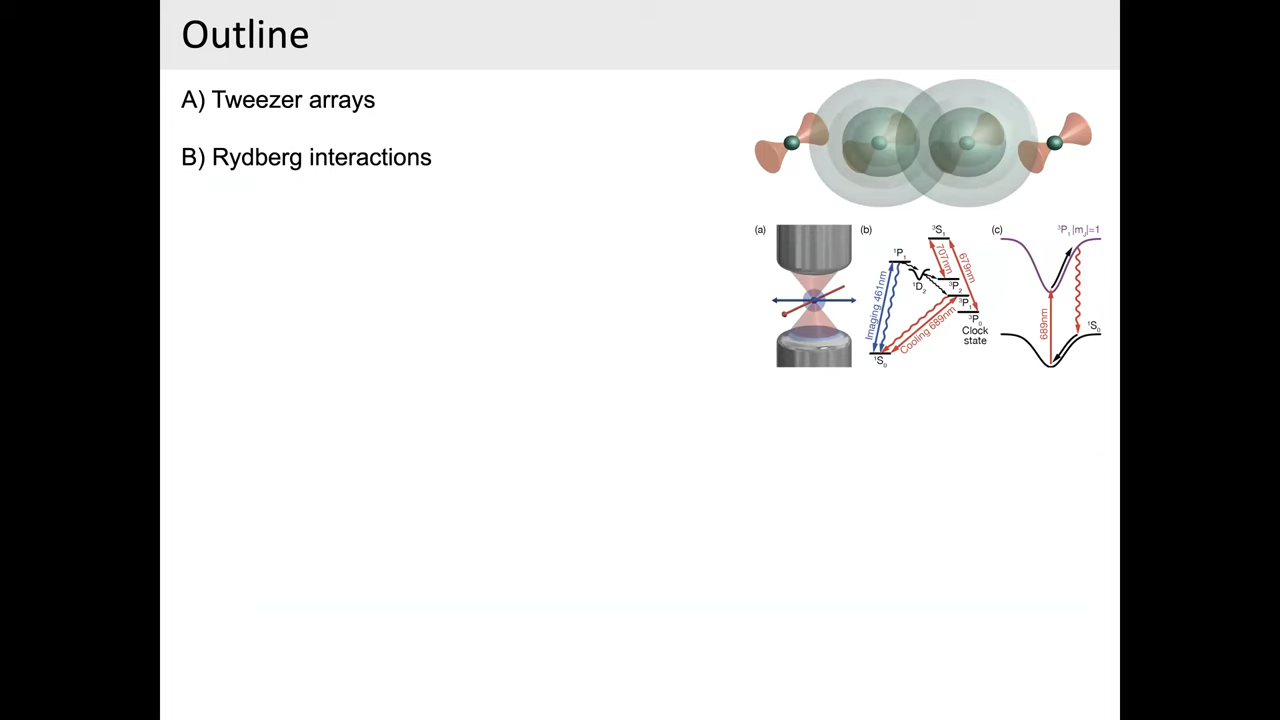 Outline
A) Tweezer arrays
B) Rydberg interactions
(a)
(b)
³S₁
¹P₁
707nm
679nm
¹D₂
³P₂
³P₁
³P₀
Clock
state
Imaging 461nm
Cooling 689nm
¹S₀
(c)
³P₁ |mⱼ|=1
689nm
¹S₀